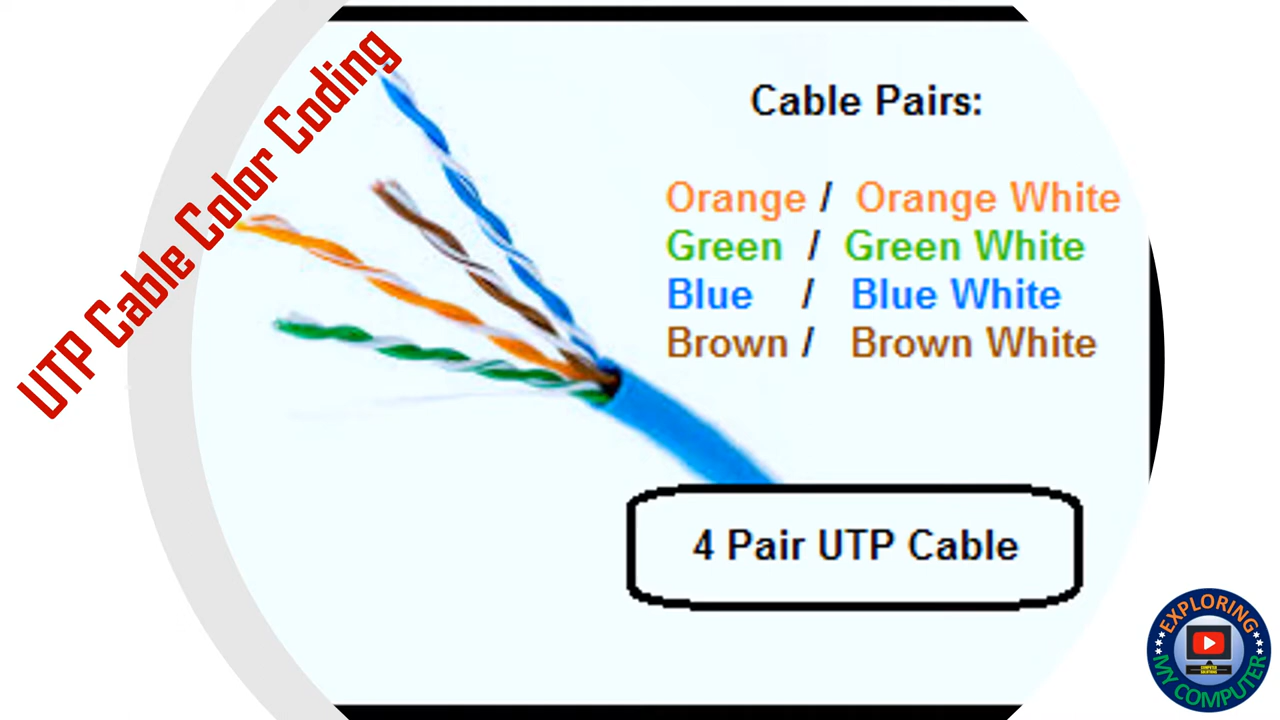 UTP Cable Color Coding
Cable Pairs:
Orange / Orange White
Green / Green White
Blue / Blue White
Brown / Brown White
4 Pair UTP Cable
EXPLORING
MY COMPUTER